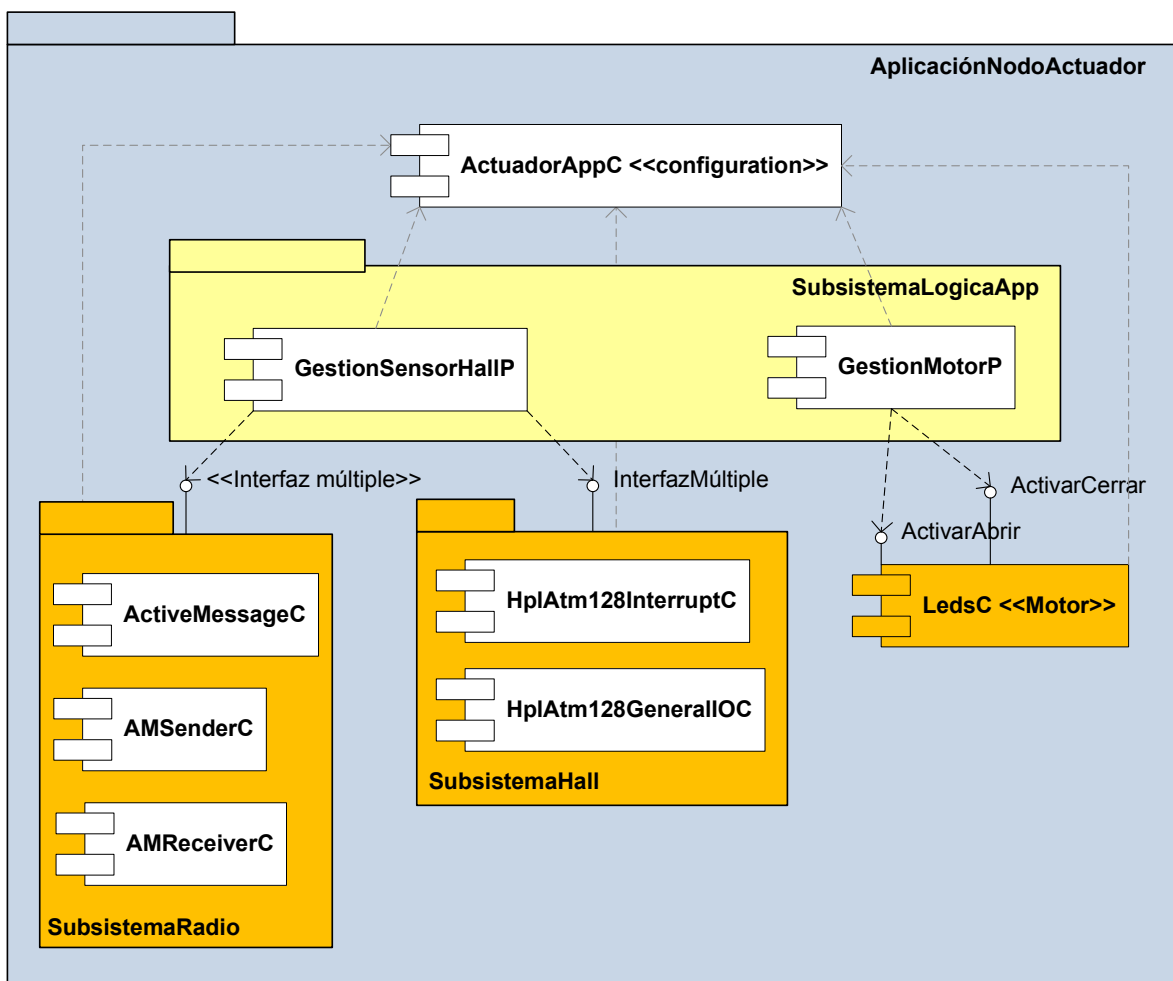 AplicaciónNodoActuador
ActuadorAppC <<configuration>>
SubsistemaLogicaApp
GestionSensorHallP
GestionMotorP
<<Interfaz múltiple>>
InterfazMúltiple
ActivarCerrar
ActivarAbrir
ActiveMessageC
HplAtm128InterruptC
LedsC <<Motor>>
AMSenderC
HplAtm128GeneralIOC
SubsistemaHall
AMReceiverC
SubsistemaRadio